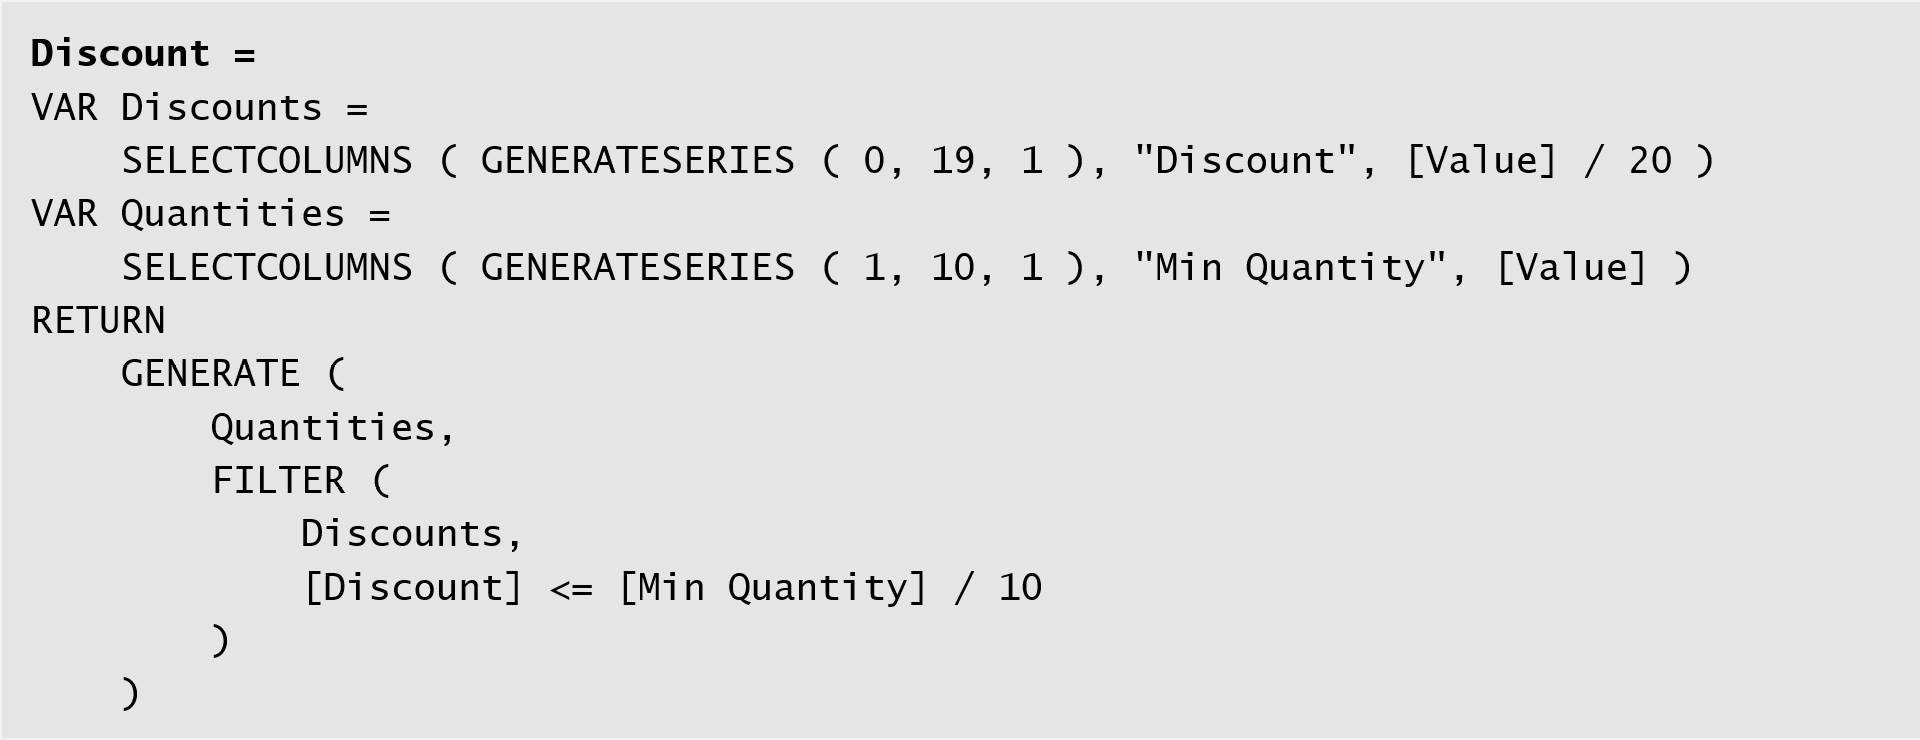 Discount =
VAR Discounts =
    SELECTCOLUMNS ( GENERATESERIES ( 0, 19, 1 ), "Discount", [Value] / 20 )
VAR Quantities =
    SELECTCOLUMNS ( GENERATESERIES ( 1, 10, 1 ), "Min Quantity", [Value] )
RETURN
    GENERATE (
        Quantities,
        FILTER (
            Discounts,
            [Discount] <= [Min Quantity] / 10
        )
    )